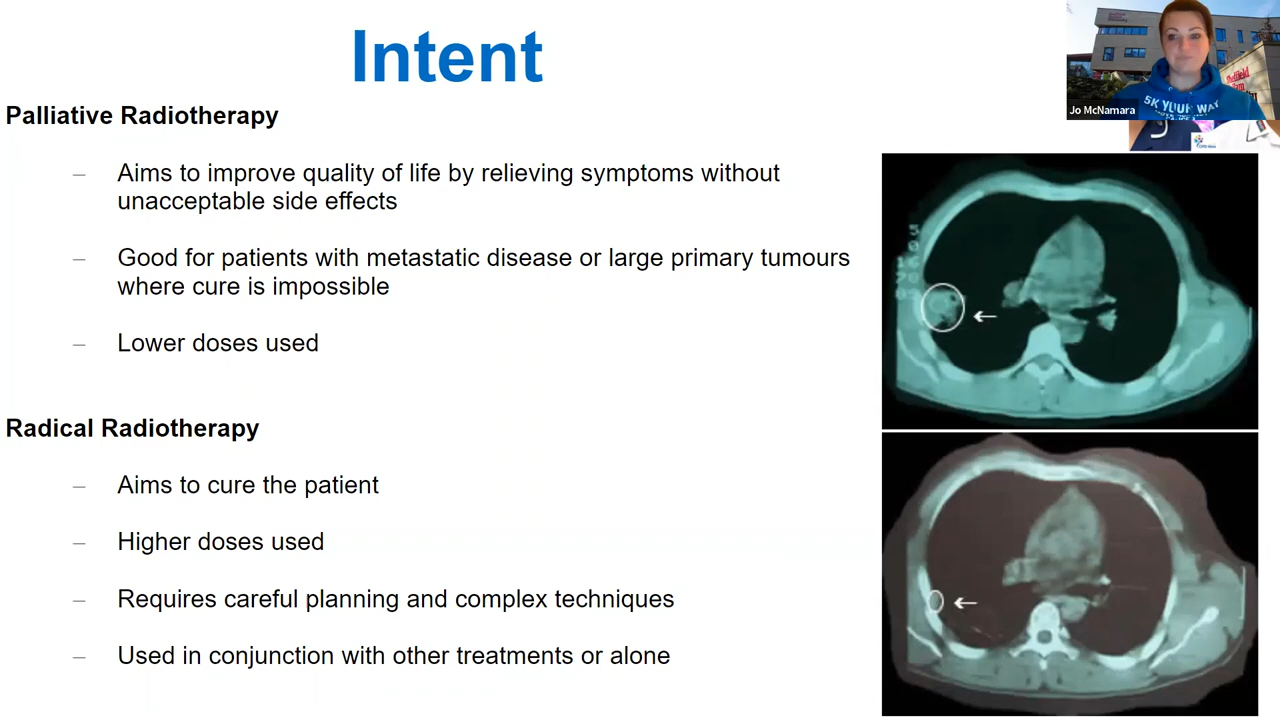 Intent
Palliative Radiotherapy
– Aims to improve quality of life by relieving symptoms without
unacceptable side effects
– Good for patients with metastatic disease or large primary tumours
where cure is impossible
– Lower doses used
Radical Radiotherapy
– Aims to cure the patient
– Higher doses used
– Requires careful planning and complex techniques
– Used in conjunction with other treatments or alone
Jo McNamara
5K YOUR WAY